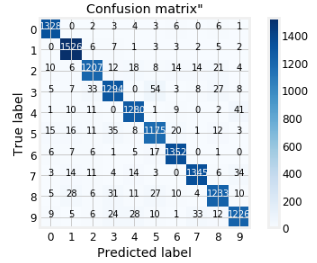 Confusion matrix"
0 1328 0 2 3 4 3 6 0 6 1
1 0 1526 6 7 1 3 3 2 5 2
2 10 6 1207 12 18 8 14 14 21 4
3 5 7 33 1294 0 54 3 8 27 8
4 1 10 11 0 1280 1 9 0 2 41
5 15 16 11 35 8 1175 20 1 12 3
6 6 7 6 1 5 17 1352 0 1 0
7 3 14 11 4 14 3 0 1345 6 34
8 5 28 6 31 11 27 10 4 1233 10
9 9 5 6 24 28 10 1 33 12 1226
0 1 2 3 4 5 6 7 8 9
True label
Predicted label
1400
1200
1000
800
600
400
200
0